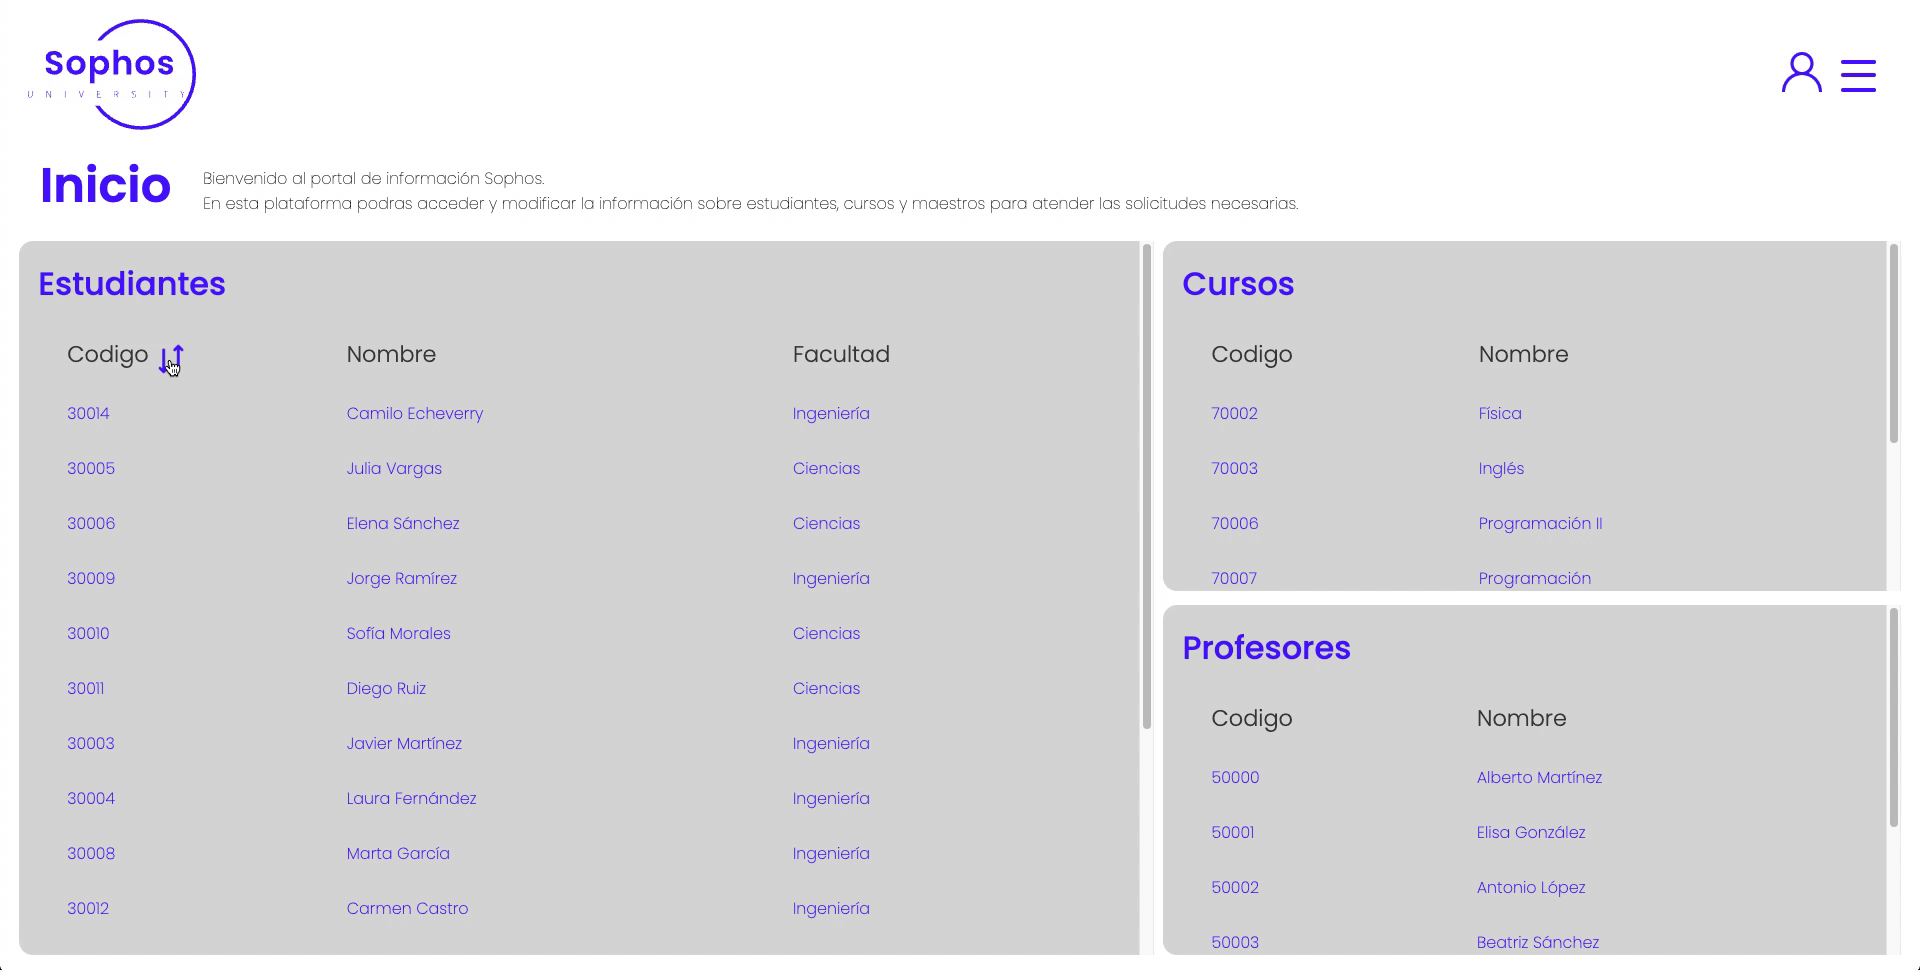 Sophos
UNIVERSITY
Inicio
Bienvenido al portal de información Sophos.
En esta plataforma podras acceder y modificar la información sobre estudiantes, cursos y maestros para atender las solicitudes necesarias.
Estudiantes
Codigo Nombre Facultad
30014 Camilo Echeverry Ingeniería
30005 Julia Vargas Ciencias
30006 Elena Sánchez Ciencias
30009 Jorge Ramírez Ingeniería
30010 Sofía Morales Ciencias
30011 Diego Ruiz Ciencias
30003 Javier Martínez Ingeniería
30004 Laura Fernández Ingeniería
30008 Marta García Ingeniería
30012 Carmen Castro Ingeniería
Cursos
Codigo Nombre
70002 Física
70003 Inglés
70006 Programación II
70007 Programación
Profesores
Codigo Nombre
50000 Alberto Martínez
50001 Elisa González
50002 Antonio López
50003 Beatriz Sánchez